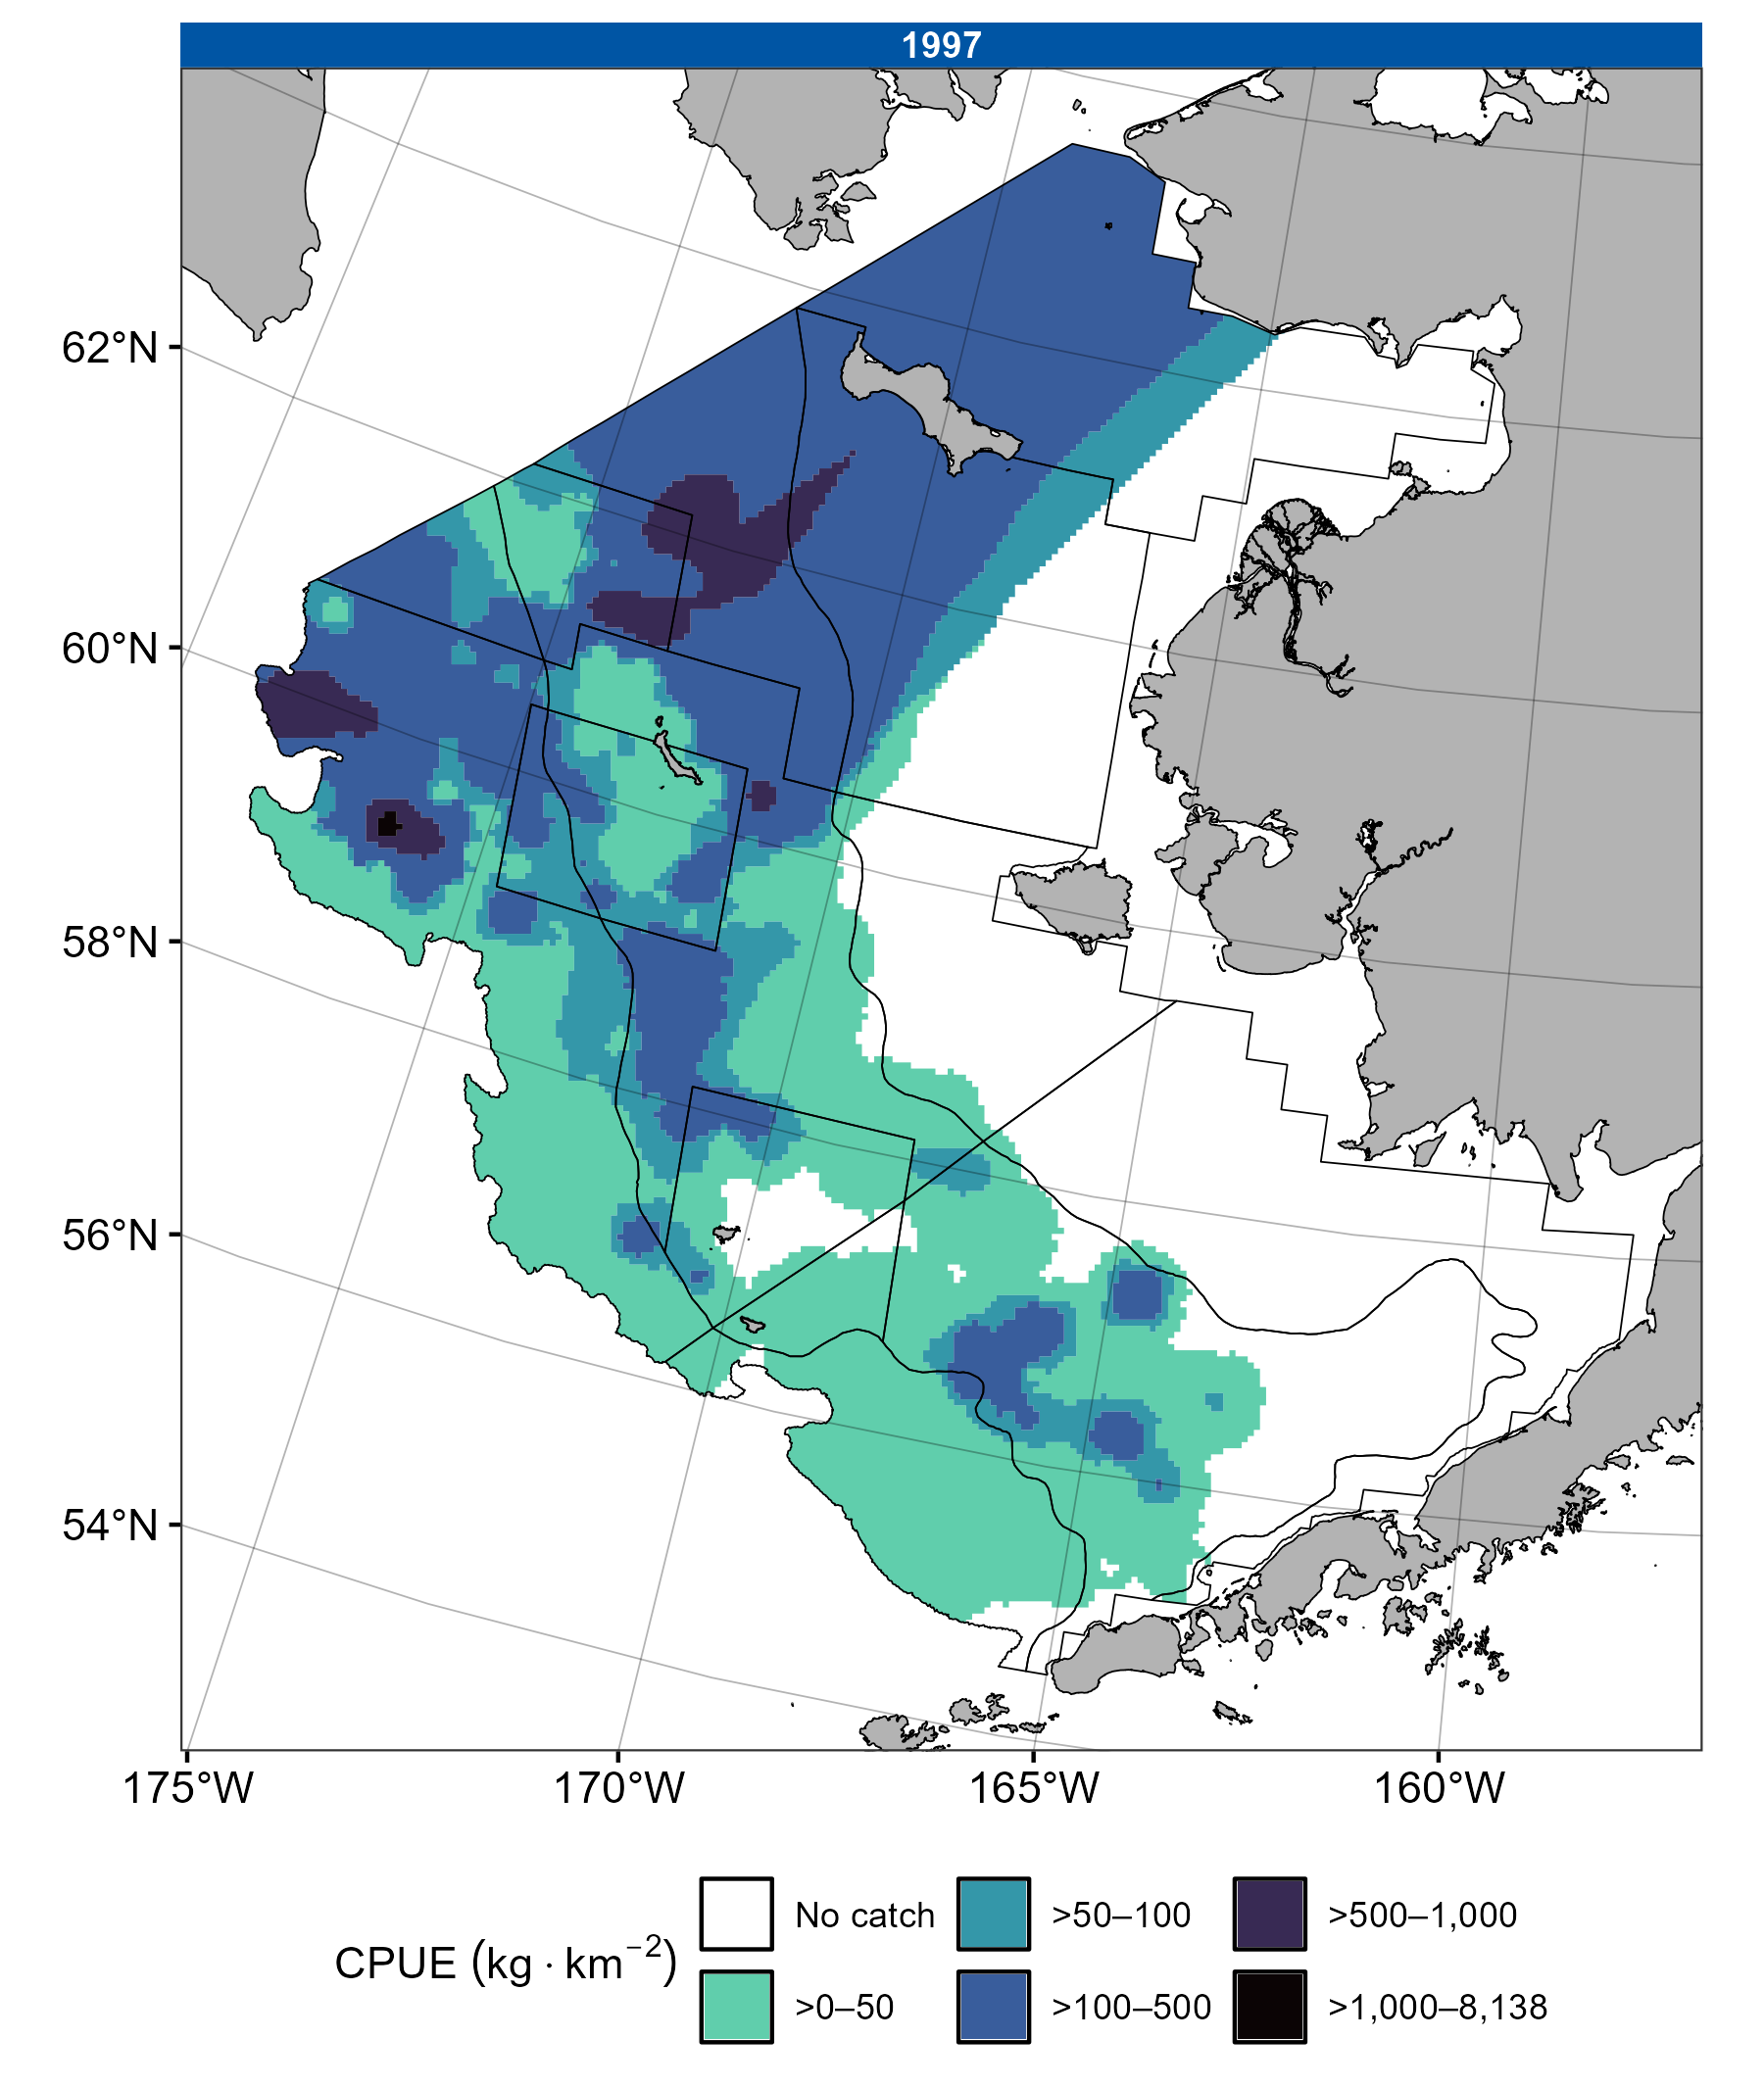 1997
62°N
60°N
58°N
56°N
54°N
175°W 170°W 165°W 160°W
CPUE (kg · km⁻²)
No catch >50–100 >500–1,000
>0–50 >100–500 >1,000–8,138